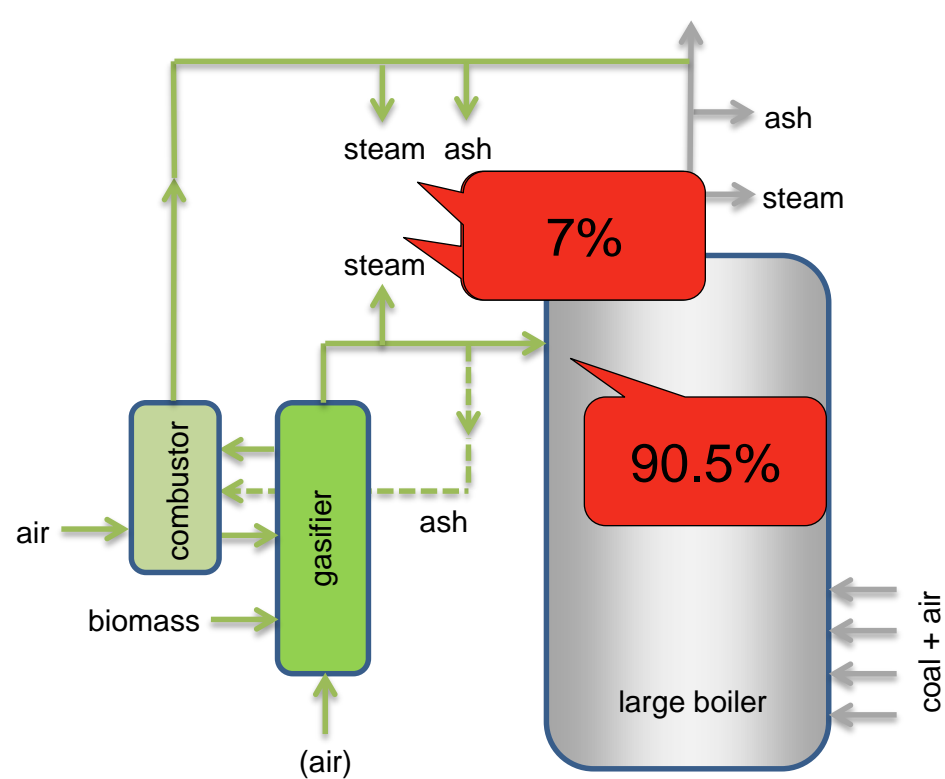 ash
steam ash
steam
7%
steam
90.5%
combustor
gasifier
air
ash
biomass
coal + air
large boiler
(air)